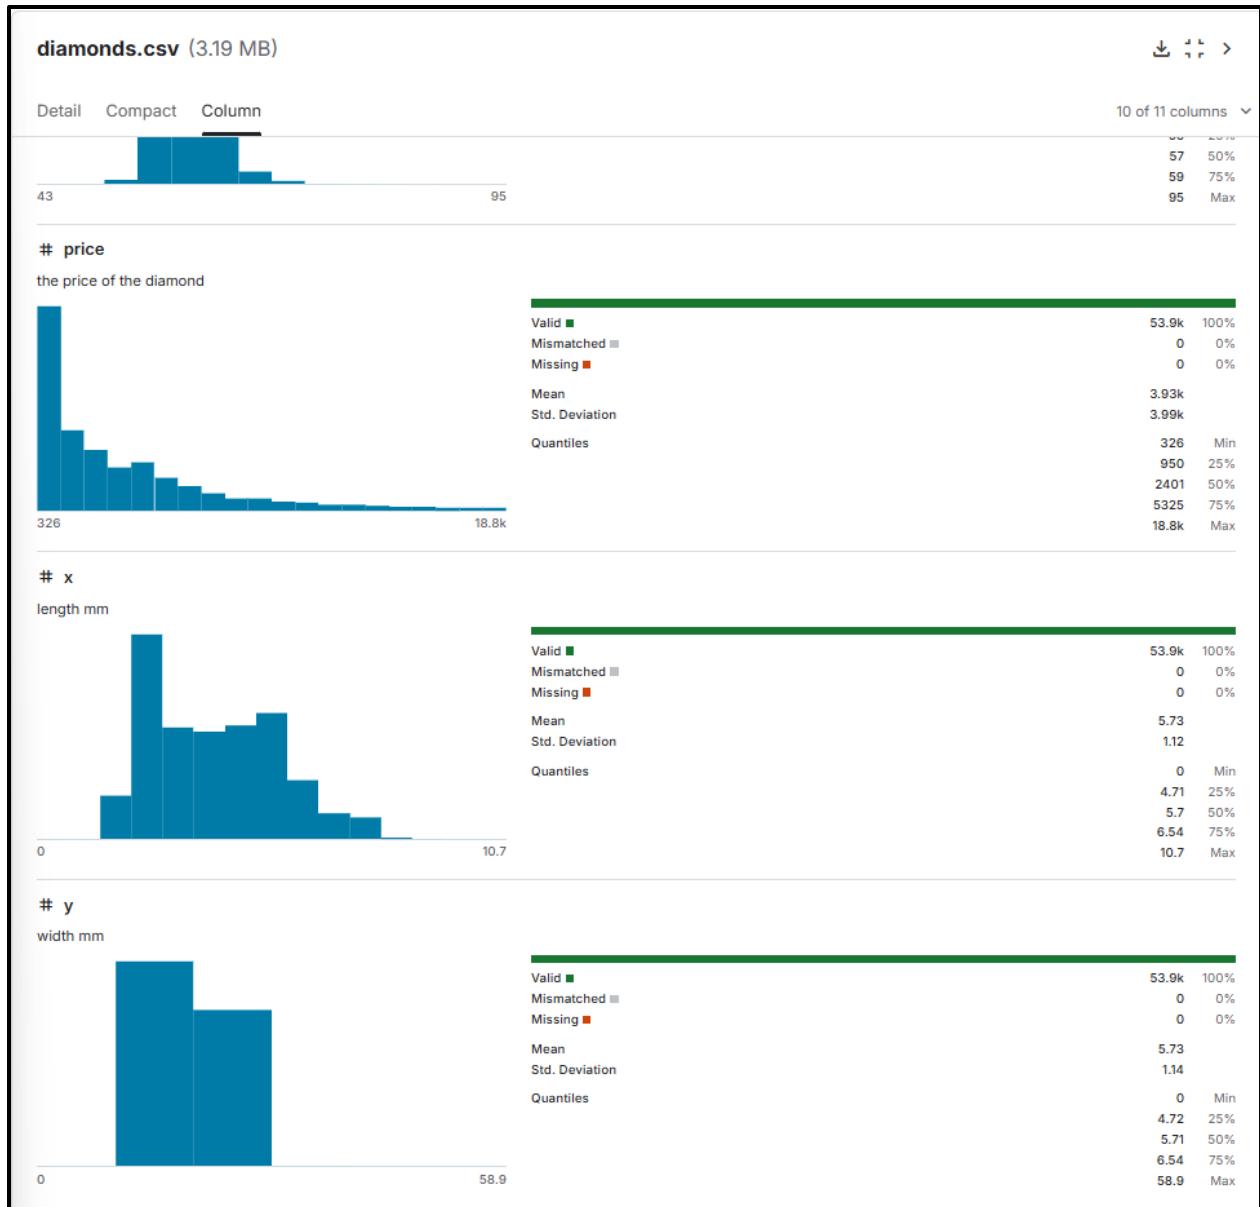 diamonds.csv (3.19 MB)
Detail Compact Column 10 of 11 columns
57 50%
59 75%
43 95 95 Max
# price
the price of the diamond
Valid 53.9k 100%
Mismatched 0 0%
Missing 0 0%
Mean 3.93k
Std. Deviation 3.99k
Quantiles 326 Min
950 25%
2401 50%
5325 75%
326 18.8k 18.8k Max
# x
length mm
Valid 53.9k 100%
Mismatched 0 0%
Missing 0 0%
Mean 5.73
Std. Deviation 1.12
Quantiles 0 Min
4.71 25%
5.7 50%
6.54 75%
0 10.7 10.7 Max
# y
width mm
Valid 53.9k 100%
Mismatched 0 0%
Missing 0 0%
Mean 5.73
Std. Deviation 1.14
Quantiles 0 Min
4.72 25%
5.71 50%
6.54 75%
0 58.9 58.9 Max